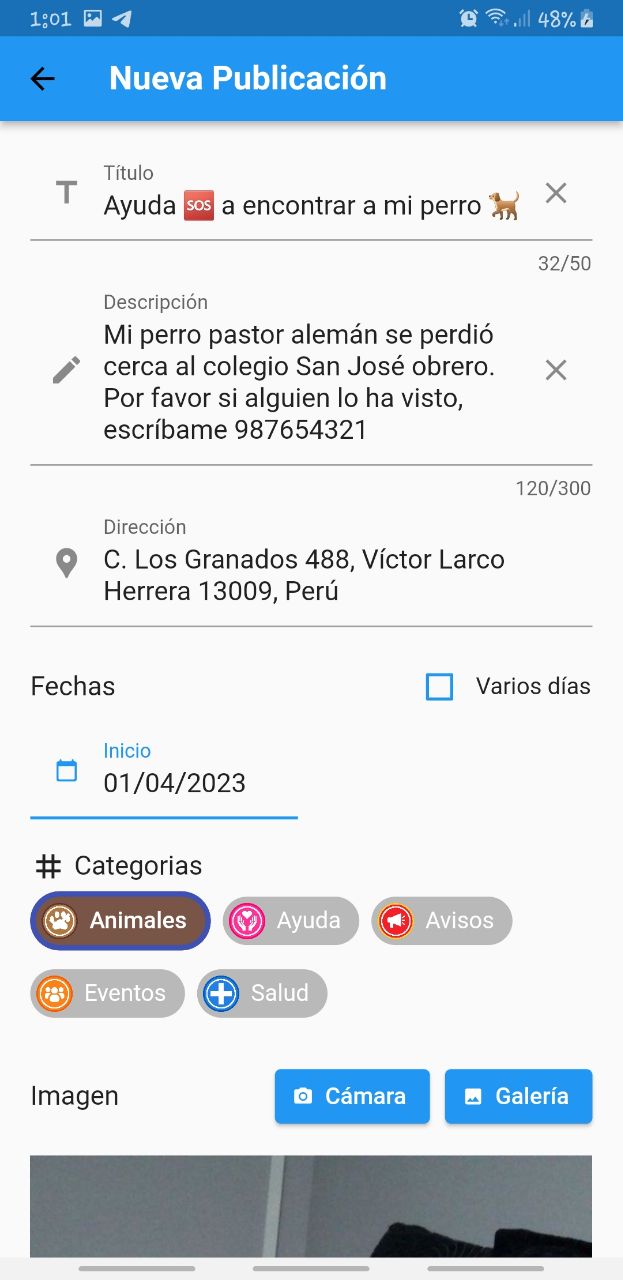 1:01 48%
Nueva Publicación
Título
Ayuda 🆘 a encontrar a mi perro 🐕
32/50
Descripción
Mi perro pastor alemán se perdió
cerca al colegio San José obrero.
Por favor si alguien lo ha visto,
escríbame 987654321
120/300
Dirección
C. Los Granados 488, Víctor Larco
Herrera 13009, Perú
Fechas Varios días
Inicio
01/04/2023
Categorias
Animales Ayuda Avisos
Eventos Salud
Imagen Cámara Galería